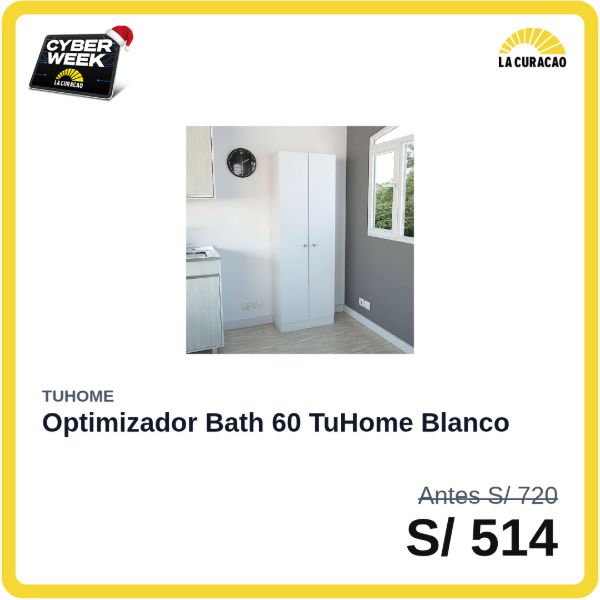 CYBER
WEEK
LA CURACAO
LA CURACAO
TUHOME
Optimizador Bath 60 TuHome Blanco
Antes S/ 720
S/ 514